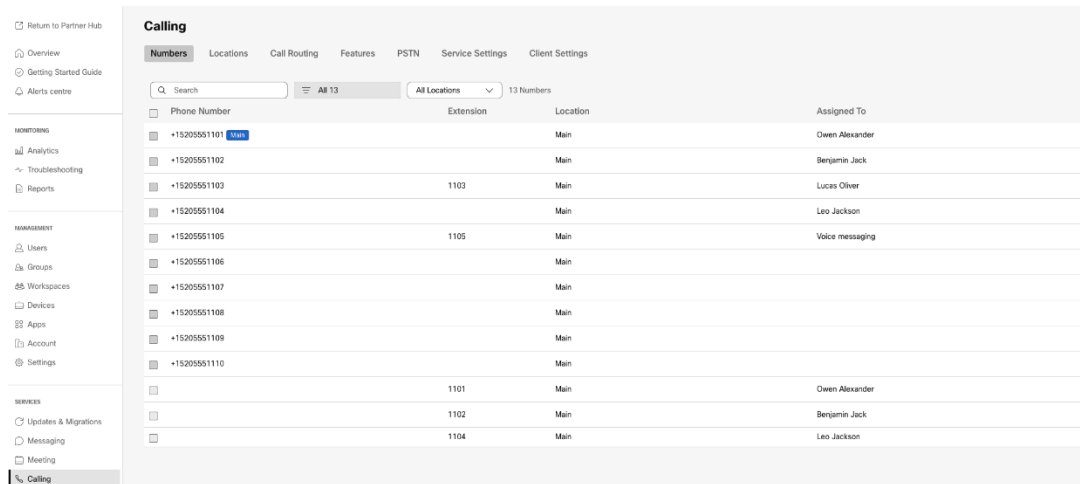 Return to Partner Hub
Overview
Getting Started Guide
Alerts centre
MONITORING
Analytics
Troubleshooting
Reports
MANAGEMENT
Users
Groups
Workspaces
Devices
Apps
Account
Settings
SERVICES
Updates & Migrations
Messaging
Meeting
Calling
Calling
Numbers Locations Call Routing Features PSTN Service Settings Client Settings
Search All 13 All Locations 13 Numbers
Phone Number Extension Location Assigned To
+15205551101 Main Main Owen Alexander
+15205551102 Main Benjamin Jack
+15205551103 1103 Main Lucas Oliver
+15205551104 Main Leo Jackson
+15205551105 1105 Main Voice messaging
+15205551106 Main
+15205551107 Main
+15205551108 Main
+15205551109 Main
+15205551110 Main
1101 Main Owen Alexander
1102 Main Benjamin Jack
1104 Main Leo Jackson